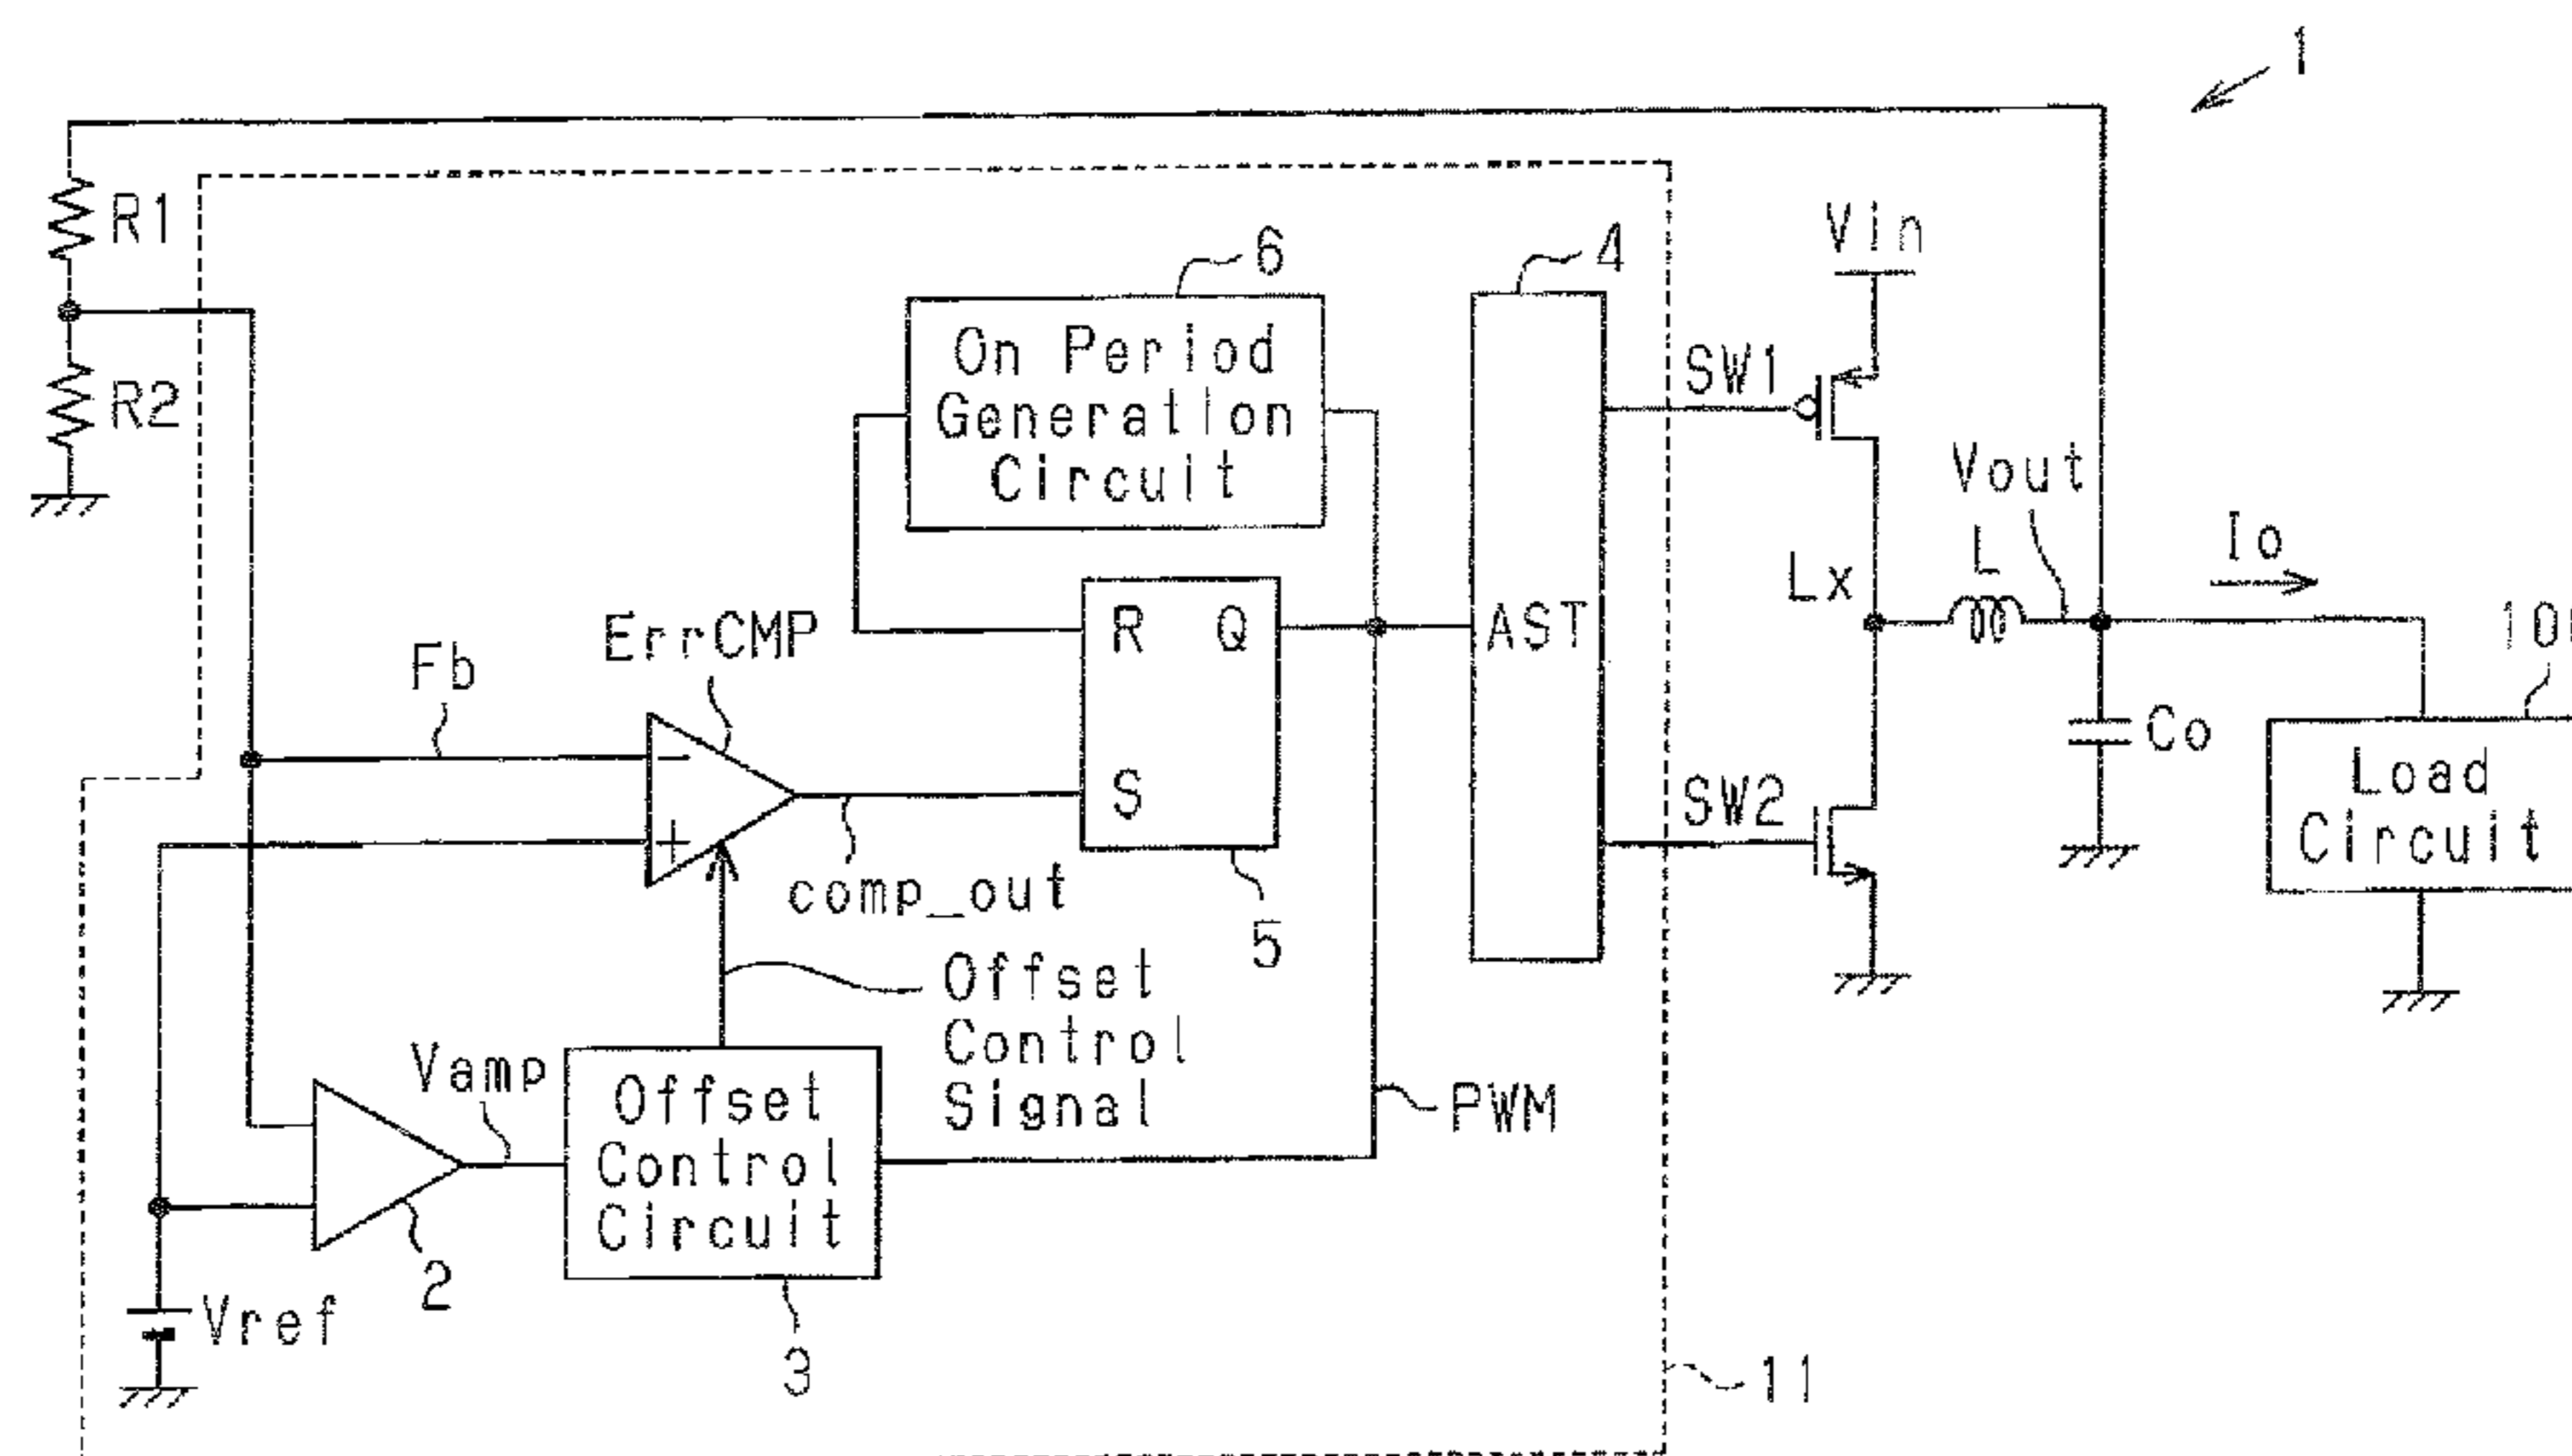 1
R1
6
4
Vin
On Period
Generation
Circuit
SW1
R2
Vout
L
Io
Lx
ErrCMP
R
Q
AST
Fb
-
Co
Load
Circuit
S
SW2
+
comp_out
5
Offset
Control
Signal
Vamp
Offset
Control
Circuit
PWM
2
Vref
3
11